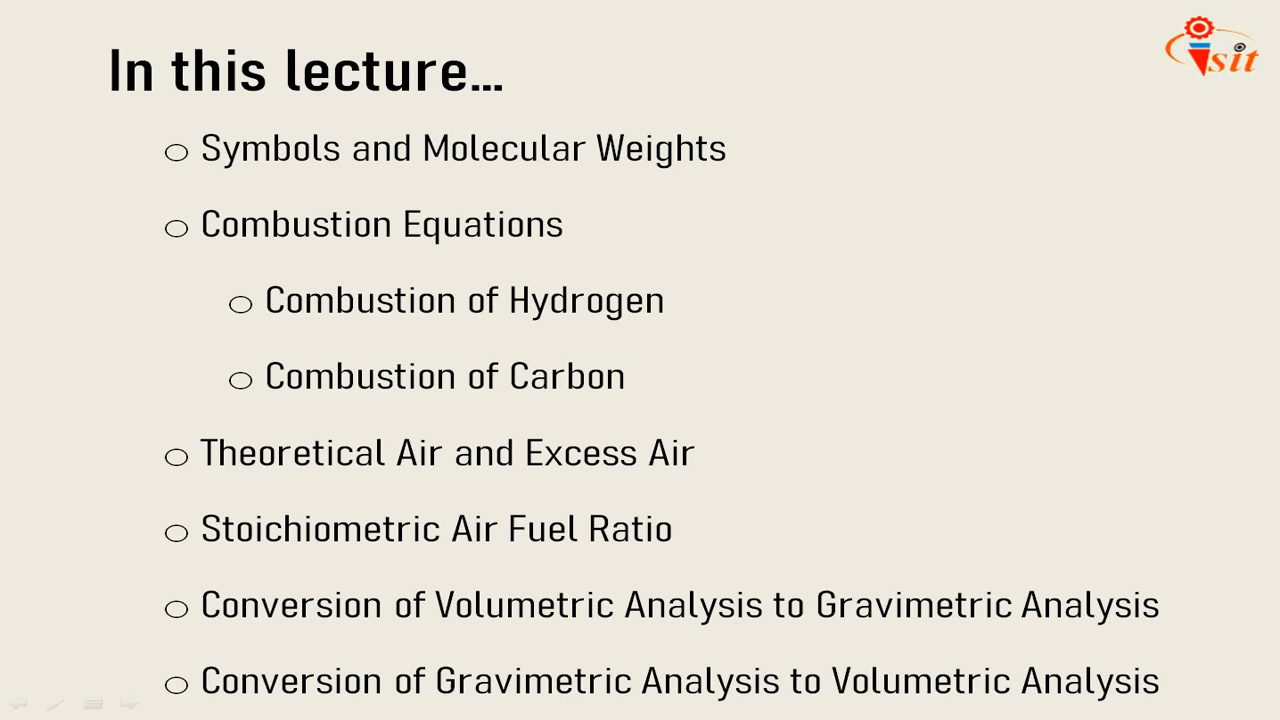 In this lecture...
sit
Symbols and Molecular Weights
Combustion Equations
Combustion of Hydrogen
Combustion of Carbon
Theoretical Air and Excess Air
Stoichiometric Air Fuel Ratio
Conversion of Volumetric Analysis to Gravimetric Analysis
Conversion of Gravimetric Analysis to Volumetric Analysis